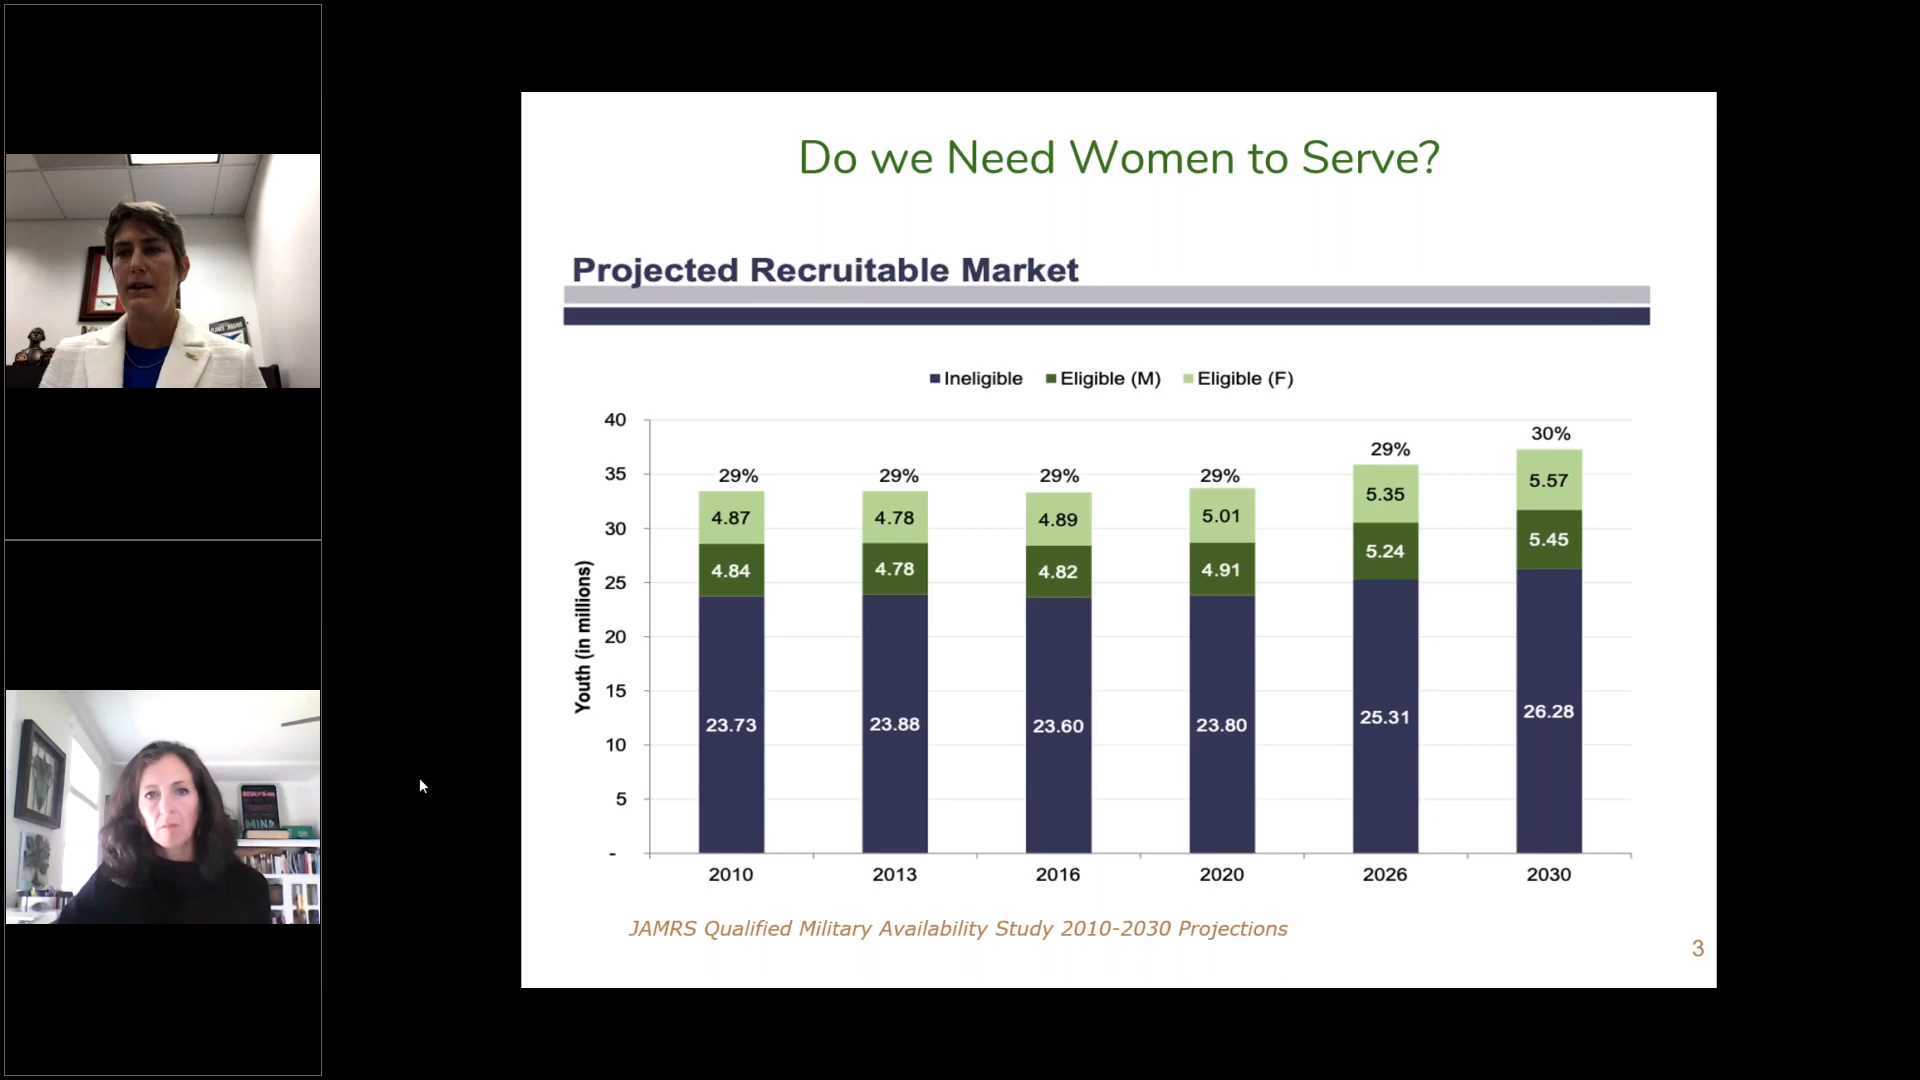 Do we Need Women to Serve?
Projected Recruitable Market
Ineligible Eligible (M) Eligible (F)
40
35
30
25
20
15
10
5
-
Youth (in millions)
29% 29% 29% 29% 29% 30%
4.87 4.78 4.89 5.01 5.35 5.57
4.84 4.78 4.82 4.91 5.24 5.45
23.73 23.88 23.60 23.80 25.31 26.28
2010 2013 2016 2020 2026 2030
JAMRS Qualified Military Availability Study 2010-2030 Projections
3
MIND